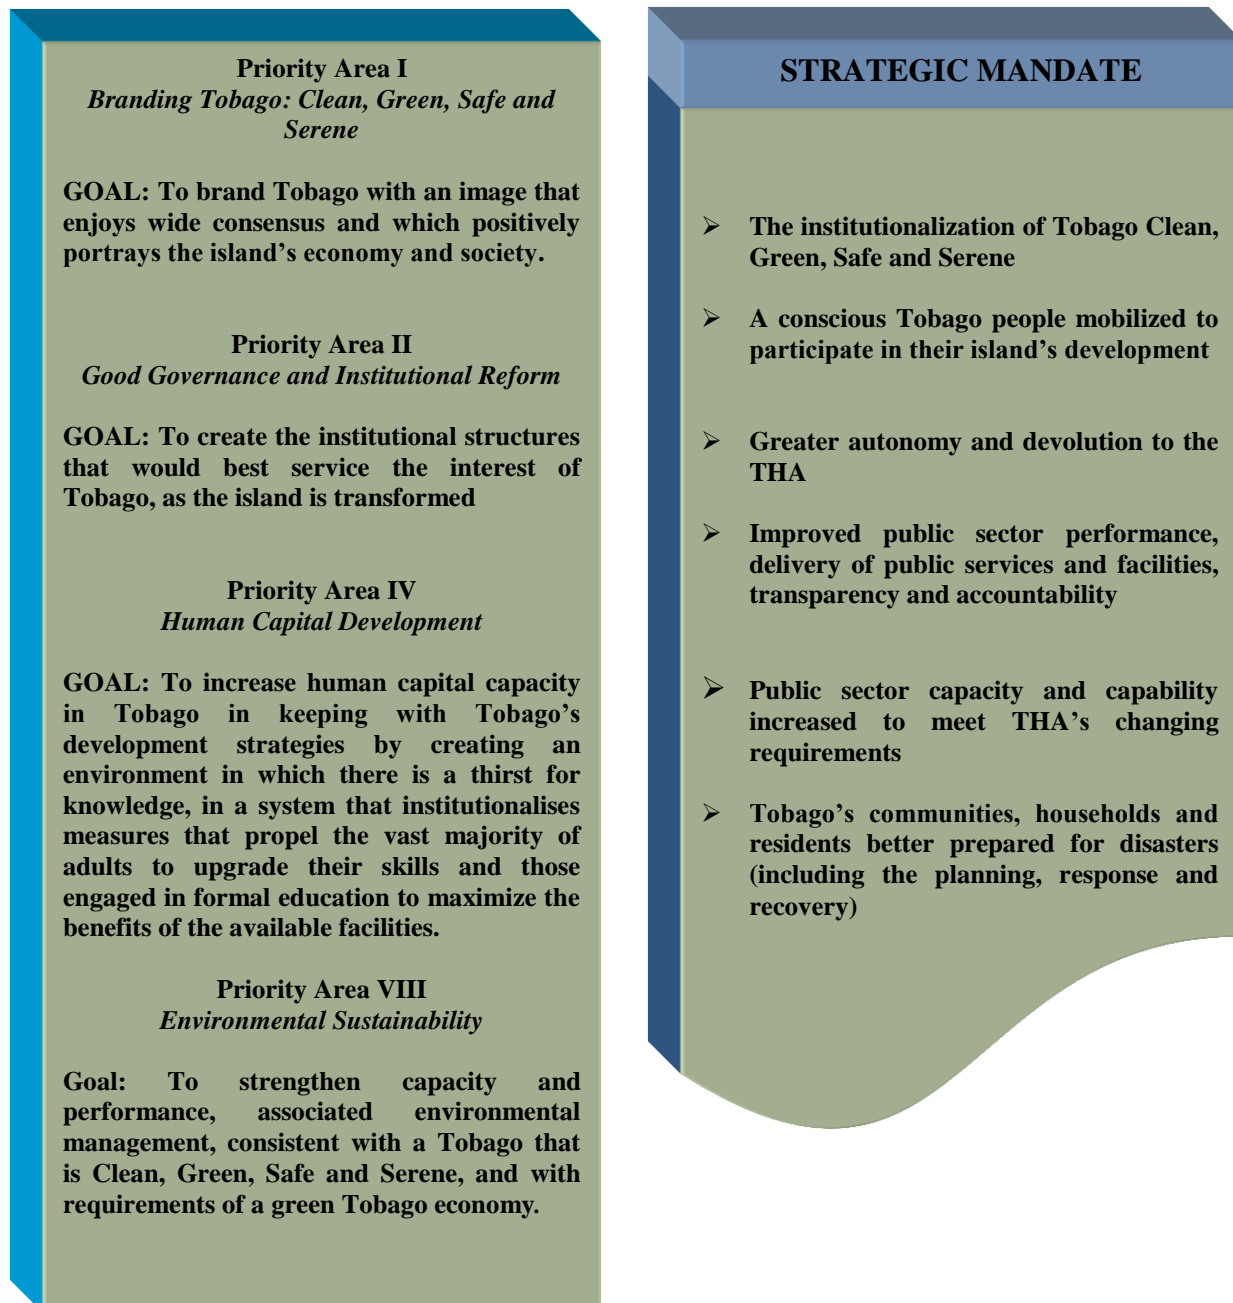 Priority Area I
Branding Tobago: Clean, Green, Safe and
Serene
GOAL: To brand Tobago with an image that
enjoys wide consensus and which positively
portrays the island’s economy and society.
Priority Area II
Good Governance and Institutional Reform
GOAL: To create the institutional structures
that would best service the interest of
Tobago, as the island is transformed
Priority Area IV
Human Capital Development
GOAL: To increase human capital capacity
in Tobago in keeping with Tobago’s
development strategies by creating an
environment in which there is a thirst for
knowledge, in a system that institutionalises
measures that propel the vast majority of
adults to upgrade their skills and those
engaged in formal education to maximize the
benefits of the available facilities.
Priority Area VIII
Environmental Sustainability
Goal: To strengthen capacity and
performance, associated environmental
management, consistent with a Tobago that
is Clean, Green, Safe and Serene, and with
requirements of a green Tobago economy.
STRATEGIC MANDATE
➢ The institutionalization of Tobago Clean,
Green, Safe and Serene
➢ A conscious Tobago people mobilized to
participate in their island’s development
➢ Greater autonomy and devolution to the
THA
➢ Improved public sector performance,
delivery of public services and facilities,
transparency and accountability
➢ Public sector capacity and capability
increased to meet THA’s changing
requirements
➢ Tobago’s communities, households and
residents better prepared for disasters
(including the planning, response and
recovery)